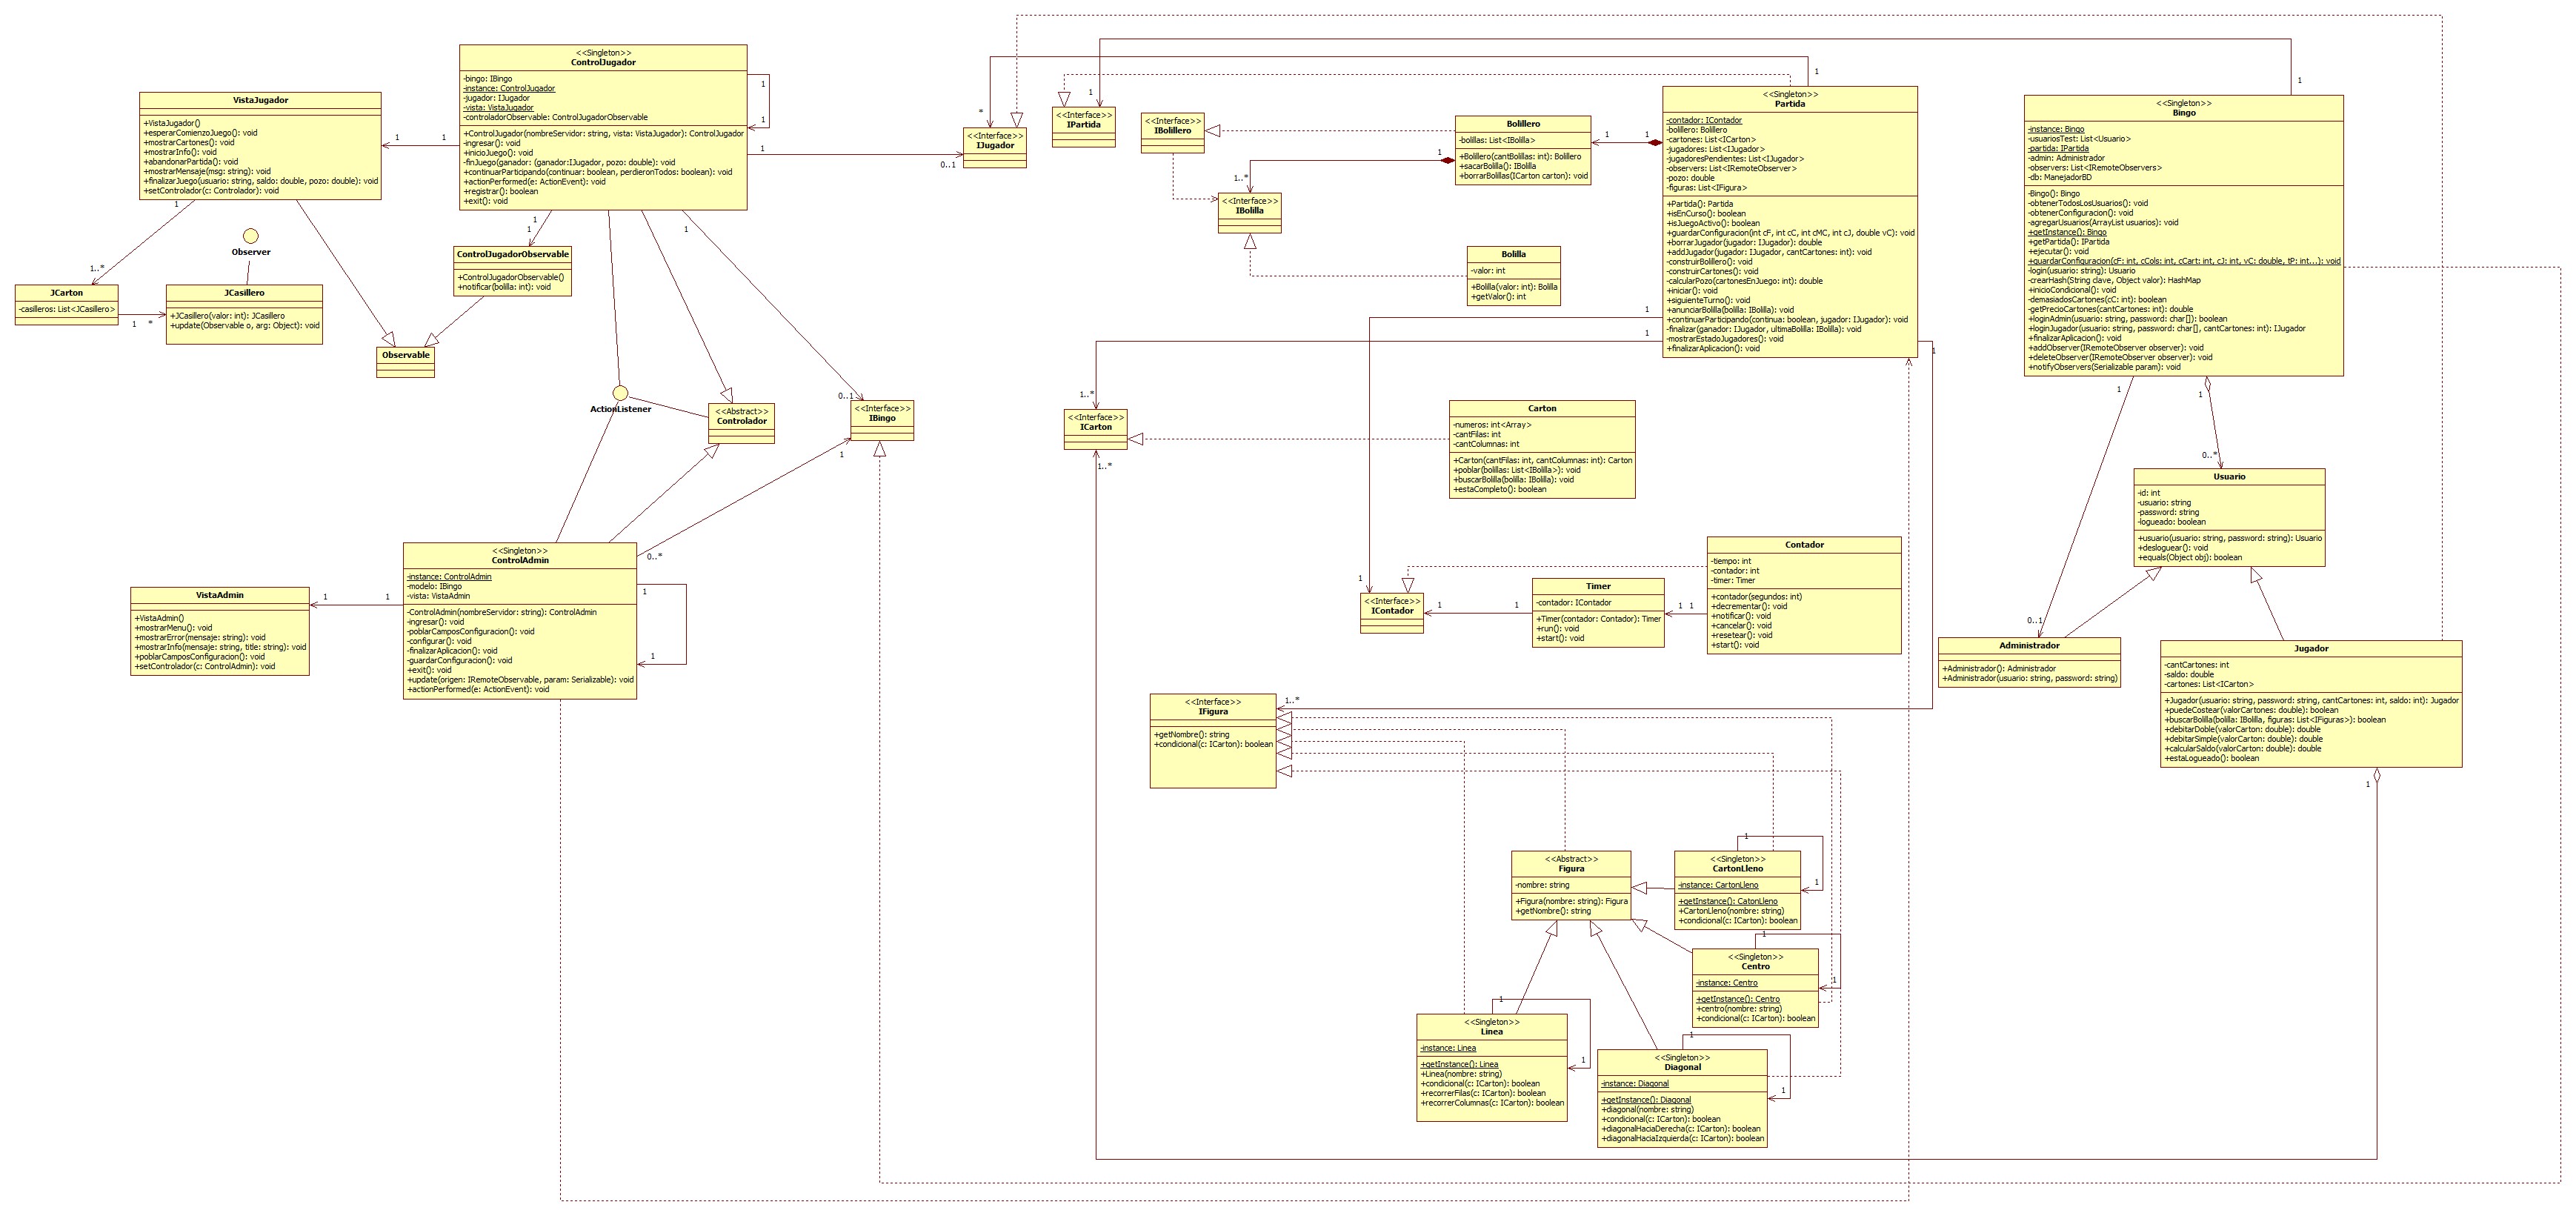 <<Singleton>>
ControlJugador
-bingo: IBingo
-instance: ControlJugador
-jugador: IJugador
-vista: VistaJugador
-controladorObservable: ControlJugadorObservable
+ControlJugador(nombreServidor: string, vista: VistaJugador): ControlJugador
-ingresar(): void
+inicioJuego(): void
-finJuego(ganador: (ganador:IJugador, pozo: double): void
+continuarParticipando(continuar: boolean, perdieronTodos: boolean): void
+actionPerformed(e: ActionEvent): void
+registrar(): boolean
+exit(): void
1
1
VistaJugador
+VistaJugador()
+esperarComienzoJuego(): void
+mostrarCartones(): void
+mostrarInfo(): void
+abandonarPartida(): void
+mostrarMensaje(msg: string): void
+finalizarJuego(usuario: string, saldo: double, pozo: double): void
+setControlador(c: Controlador): void
1
1
1
1..*
Observer
JCarton
-casilleros: List<JCasillero>
1
*
JCasillero
+JCasillero(valor: int): JCasillero
+update(Observable o, arg: Object): void
1
1
ControlJugadorObservable
+ControlJugadorObservable()
+notificar(bolilla: int): void
Observable
ActionListener
<<Abstract>>
Controlador
1
0..1
<<Interface>>
IBingo
1
0..*
1
0..1
*
<<Interface>>
IJugador
<<Singleton>>
ControlAdmin
-instance: ControlAdmin
-modelo: IBingo
-vista: VistaAdmin
-ControlAdmin(nombreServidor: string): ControlAdmin
-ingresar(): void
-poblarCamposConfiguracion(): void
-configurar(): void
-finalizarAplicacion(): void
-guardarConfiguracion(): void
+exit(): void
+update(origen: IRemoteObservable, param: Serializable): void
+actionPerformed(e: ActionEvent): void
1
1
1
1
VistaAdmin
+VistaAdmin()
+mostrarMenu(): void
+mostrarError(mensaje: string): void
+mostrarInfo(mensaje: string, title: string): void
+poblarCamposConfiguracion(): void
+setControlador(c: ControlAdmin): void
1
<<Interface>>
IPartida
<<Interface>>
IBolillero
Bolillero
-bolillas: List<IBolilla>
+Bolillero(cantBolillas: int): Bolillero
+sacarBolilla(): IBolilla
+borrarBolillas(ICarton carton): void
1
1
1
1..*
<<Interface>>
IBolilla
Bolilla
-valor: int
+Bolilla(valor: int): Bolilla
+getValor(): int
1
<<Singleton>>
Partida
-contador: IContador
-bolillero: Bolillero
-cartones: List<ICarton>
-jugadores: List<IJugador>
-jugadoresPendientes: List<IJugador>
-observers: List<IRemoteObserver>
-pozo: double
-figuras: List<IFigura>
+Partida(): Partida
+isEnCurso(): boolean
+isJuegoActivo(): boolean
+guardarConfiguracion(int cF, int cC, int cMC, int cJ, double vC): void
+borrarJugador(jugador: IJugador): double
+addJugador(jugador: IJugador, cantCartones: int): void
-construirBolillero(): void
-construirCartones(): void
-calcularPozo(cartonesEnJuego: int): double
+iniciar(): void
+siguienteTurno(): void
+anunciarBolilla(bolilla: IBolilla): void
+continuarParticipando(continua: boolean, jugador: IJugador): void
-finalizar(ganador: IJugador, ultimaBolilla: IBolilla): void
-mostrarEstadoJugadores(): void
+finalizarAplicacion(): void
1
1
1
1
<<Singleton>>
Bingo
-instance: Bingo
-usuariosTest: List<Usuario>
-partida: IPartida
-admin: Administrador
-observers: List<IRemoteObservers>
-db: ManejadorBD
-Bingo(): Bingo
-obtenerTodosLosUsuarios(): void
-obtenerConfiguracion(): void
-agregarUsuarios(ArrayList usuarios): void
+getInstance(): Bingo
+getPartida(): IPartida
+ejecutar(): void
+guardarConfiguracion(cF: int, cCols: int, cCart: int, cJ: int, vC: double, tP: int...): void
-login(usuario: string): Usuario
-crearHash(String clave, Object valor): HashMap
+inicioCondicional(): void
-demasiadosCartones(cC: int): boolean
-getPrecioCartones(cantCartones: int): double
+loginAdmin(usuario: string, password: char[]): boolean
+loginJugador(usuario: string, password: char[], cantCartones: int): IJugador
+finalizarAplicacion(): void
+addObserver(IRemoteObserver observer): void
+deleteObserver(IRemoteObserver observer): void
+notifyObservers(Serializable param): void
1
1
0..*
0..1
1..*
<<Interface>>
ICarton
1..*
Carton
-numeros: int<Array>
-cantFilas: int
-cantColumnas: int
+Carton(cantFilas: int, cantColumnas: int): Carton
+poblar(bolillas: List<IBolilla>): void
+buscarBolilla(bolilla: IBolilla): void
+estaCompleto(): boolean
Usuario
-id: int
-usuario: string
-password: string
-logueado: boolean
+usuario(usuario: string, password: string): Usuario
+desloguear(): void
+equals(Object obj): boolean
1
<<Interface>>
IContador
1
1
Timer
-contador: IContador
+Timer(contador: Contador): Timer
+run(): void
+start(): void
1
1
Contador
-tiempo: int
-contador: int
-timer: Timer
+contador(segundos: int)
+decrementar(): void
+notificar(): void
+cancelar(): void
+resetear(): void
+start(): void
Administrador
+Administrador(): Administrador
+Administrador(usuario: string, password: string)
Jugador
-cantCartones: int
-saldo: double
-cartones: List<ICarton>
+Jugador(usuario: string, password: string, cantCartones: int, saldo: int): Jugador
+puedeCostear(valorCartones: double): boolean
+buscarBolilla(bolilla: IBolilla, figuras: List<IFiguras>): boolean
+debitarDoble(valorCarton: double): double
+debitarSimple(valorCarton: double): double
+calcularSaldo(valorCarton: double): double
+estaLogueado(): boolean
1
<<Interface>>
IFigura
+getNombre(): string
+condicional(c: ICarton): boolean
1..*
<<Abstract>>
Figura
-nombre: string
+Figura(nombre: string): Figura
+getNombre(): string
<<Singleton>>
CartonLleno
-instance: CartonLleno
+getInstance(): CatonLleno
+CartonLleno(nombre: string)
+condicional(c: ICarton): boolean
1
1
<<Singleton>>
Centro
-instance: Centro
+getInstance(): Centro
+centro(nombre: string)
+condicional(c: ICarton): boolean
1
1
<<Singleton>>
Linea
-instance: Linea
+getInstance(): Linea
+Linea(nombre: string)
+condicional(c: ICarton): boolean
+recorrerFilas(c: ICarton): boolean
+recorrerColumnas(c: ICarton): boolean
1
1
<<Singleton>>
Diagonal
-instance: Diagonal
+getInstance(): Diagonal
+diagonal(nombre: string)
+condicional(c: ICarton): boolean
+diagonalHaciaDerecha(c: ICarton): boolean
+diagonalHaciaIzquierda(c: ICarton): boolean
1
1